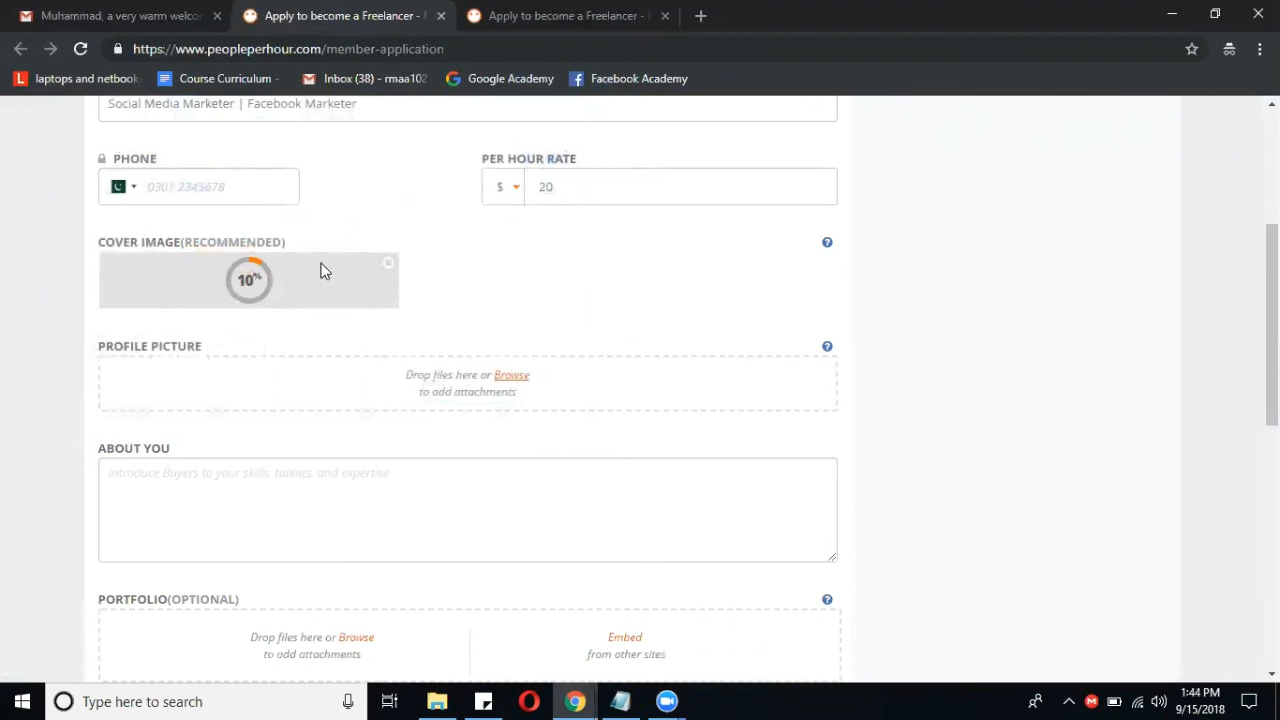 Muhammad, a very warm welcor
Apply to become a Freelancer -
Apply to become a Freelancer -
https://www.peopleperhour.com/member-application
laptops and netbook
Course Curriculum -
Inbox (38) - rmaa102
Google Academy
Facebook Academy
Social Media Marketer | Facebook Marketer
PHONE
PER HOUR RATE
0301 2345678
$
20
COVER IMAGE(RECOMMENDED)
10%
PROFILE PICTURE
Drop files here or Browse
to add attachments
ABOUT YOU
Introduce Buyers to your skills, talents, and expertise
PORTFOLIO(OPTIONAL)
Drop files here or Browse
to add attachments
Embed
from other sites
Type here to search
1:44 PM
9/15/2018